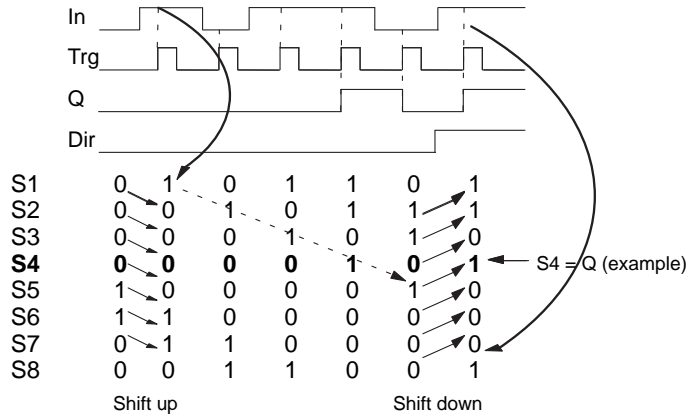 In
Trg
Q
Dir
S1 0 1 0 1 1 0 1
S2 0 0 1 0 1 1 1
S3 0 0 0 1 0 1 0
S4 0 0 0 0 1 0 1 S4 = Q (example)
S5 1 0 0 0 0 1 0
S6 1 1 0 0 0 0 0
S7 0 1 1 0 0 0 0
S8 0 0 1 1 0 0 1
Shift up Shift down